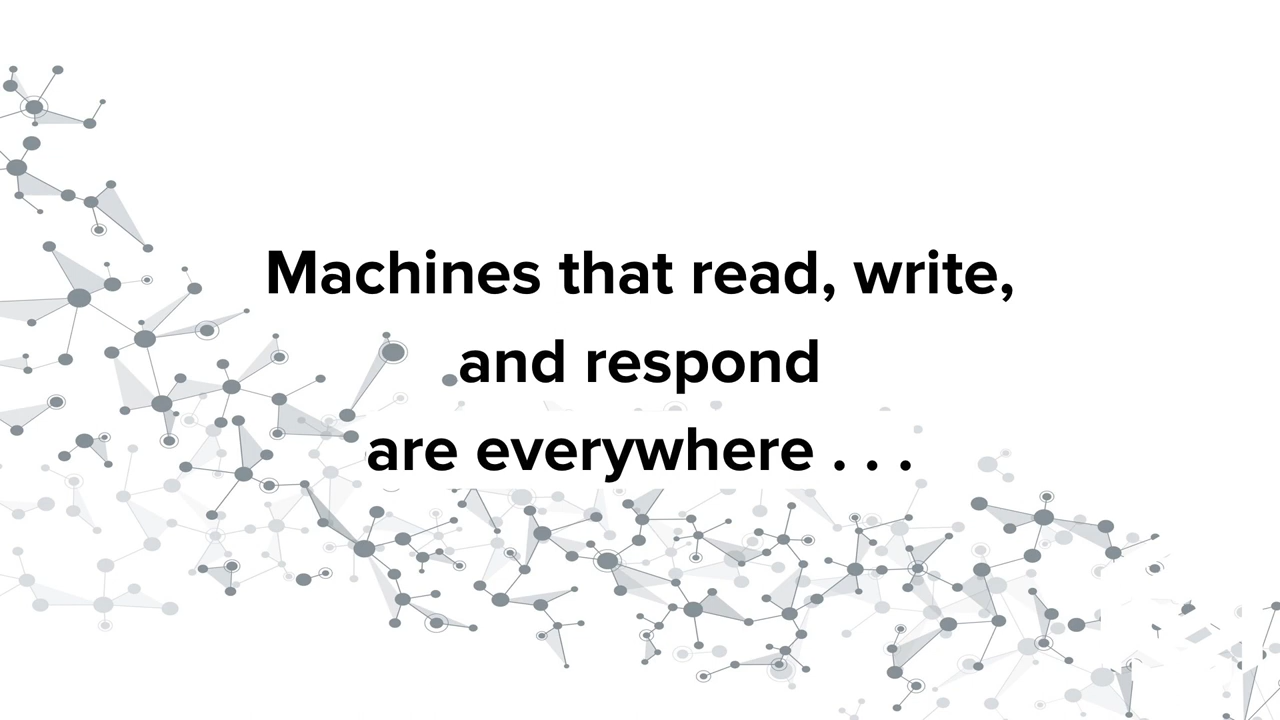 Machines that read, write,
and respond
are everywhere . . .